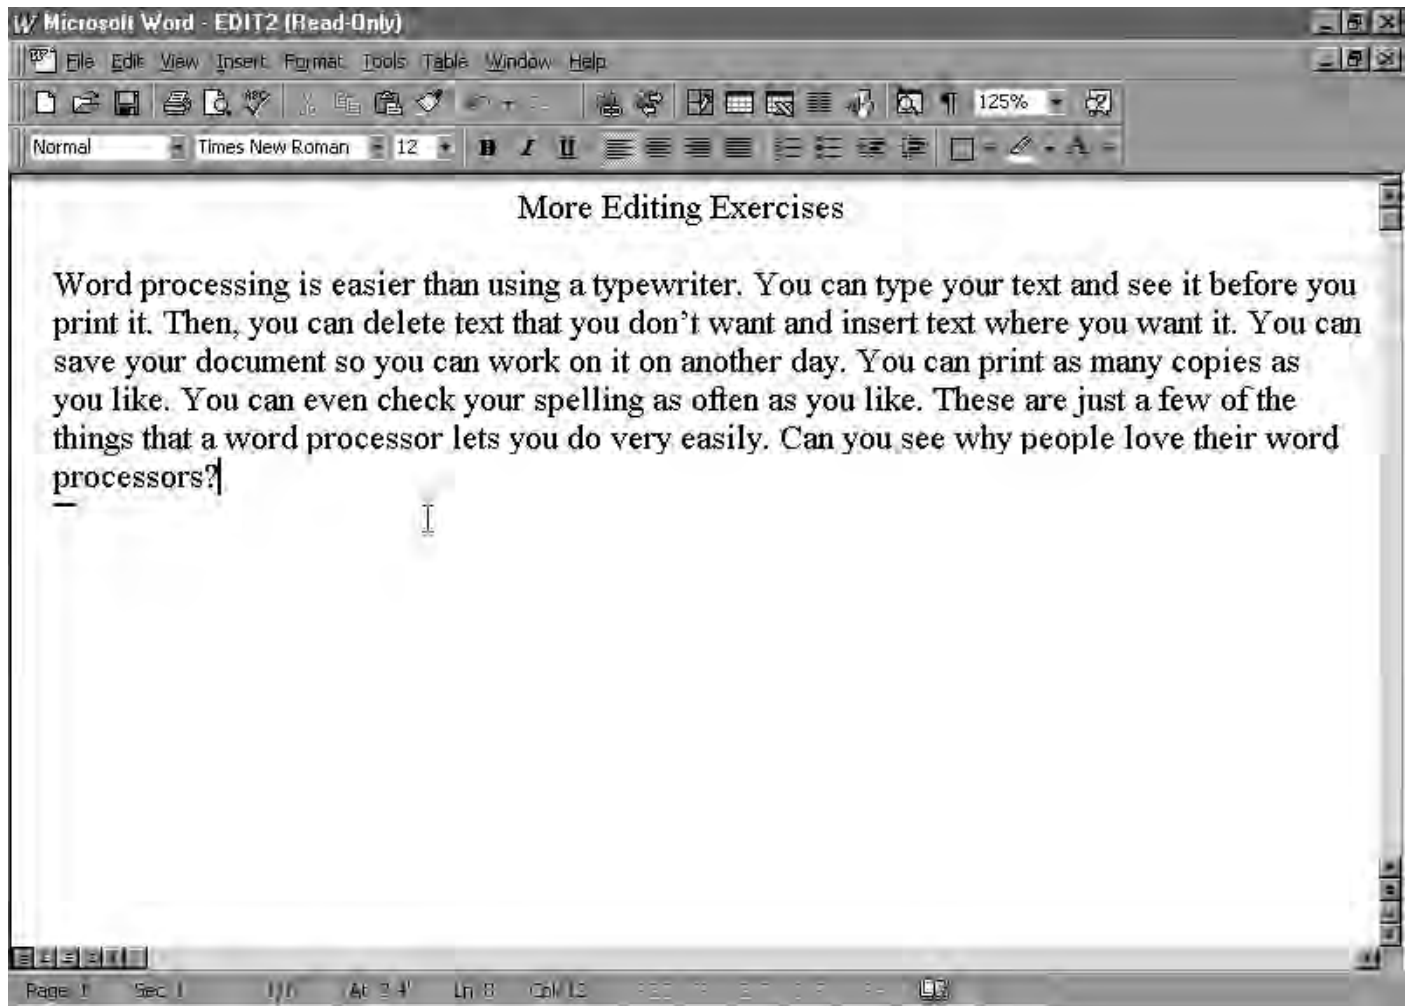 Microsoft Word - EDIT2 (Read-Only)
File Edit View Insert Format Tools Table Window Help
125%
Normal Times New Roman 12 B I U
More Editing Exercises
Word processing is easier than using a typewriter. You can type your text and see it before you
print it. Then, you can delete text that you don’t want and insert text where you want it. You can
save your document so you can work on it on another day. You can print as many copies as
you like. You can even check your spelling as often as you like. These are just a few of the
things that a word processor lets you do very easily. Can you see why people love their word
processors?
Page 1 Sec 1 At Ln 8 Col 12